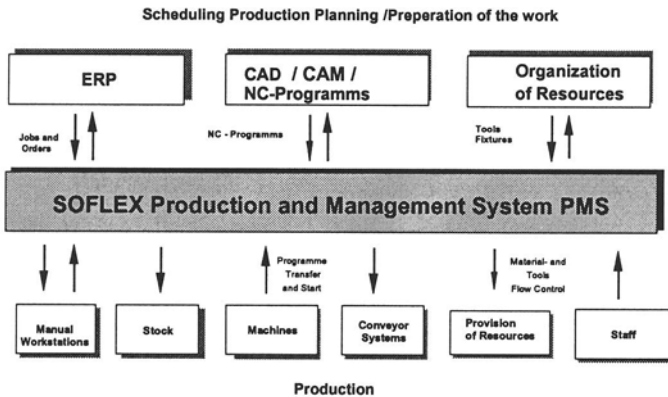 Scheduling Production Planning /Preperation of the work
ERP
CAD / CAM /
NC-Programms
Organization
of Resources
Jobs and
Orders
NC - Programms
Tools
Fixtures
SOFLEX Production and Management System PMS
Programme
Transfer
and Start
Material- and
Tools
Flow Control
Manual
Workstations
Stock
Machines
Conveyor
Systems
Provision
of Resources
Staff
Production